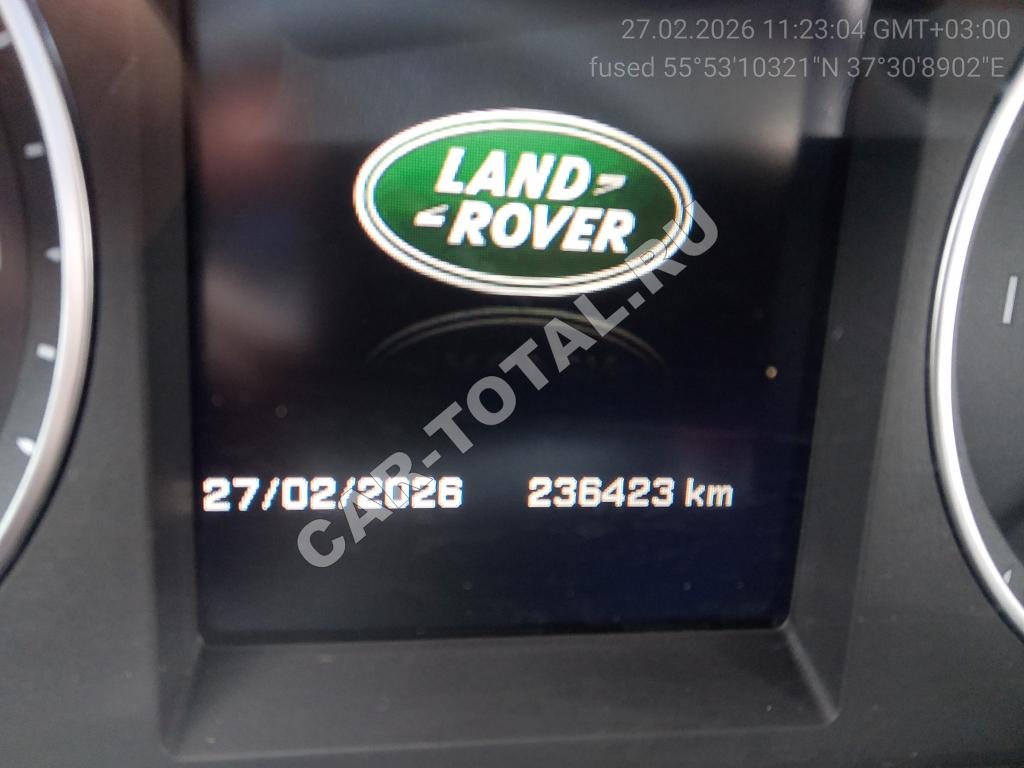 27.02.2026 11:23:04 GMT+03:00
fused 55°53'10321"N 37°30'8902"E
LAND
ROVER
CAR-TOTAL.RU
27/02/2026 236423 km